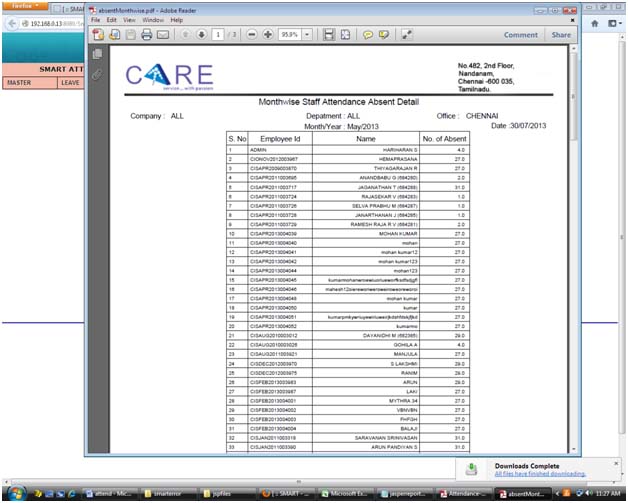 Firefox
absentMonthwise.pdf - Adobe Reader
File Edit View Window Help
192.168.0.13
1 / 3
95.9%
Comment Share
SMART ATT
MASTER LEAVE
CARE
service...with passion
No.482, 2nd Floor,
Nandanam,
Chennai -600 035,
Tamilnadu.
Monthwise Staff Attendance Absent Detail
Company : ALL Depatment : ALL Office : CHENNAI
Month/Year : May/2013 Date :30/07/2013
S. No Employee Id Name No. of Absent
1 ADMIN HARIHARAN S 4.0
2 CIONOV2012003967 HEMAPRASANA 27.0
3 CISAPR2009003870 THIYAGARAJAN R 27.0
4 CISAPR2011003695 ANANDBABU G (684280) 2.0
5 CISAPR2011003717 JAGANATHAN T (684288) 31.0
6 CISAPR2011003724 RAJASEKAR V (684283) 1.0
7 CISAPR2011003726 SELVA PRABHU M (684287) 1.0
8 CISAPR2011003728 JANARTHANAN J (684285) 1.0
9 CISAPR2011003729 RAMESH RAJA R V (684281) 2.0
10 CISAPR2013004039 MOHAN KUMAR 27.0
11 CISAPR2013004040 mohan 27.0
12 CISAPR2013004041 mohan kumar12 27.0
13 CISAPR2013004042 mohan kumar123 27.0
14 CISAPR2013004044 mohan123 27.0
15 CISAPR2013004045 27.0
16 CISAPR2013004046 27.0
17 CISAPR2013004048 mohan kumar 27.0
18 CISAPR2013004050 kumar 27.0
19 CISAPR2013004051 27.0
20 CISAPR2013004052 kumarmo 27.0
21 CISAUG2010003012 DAYANIDHI M (682365) 29.0
22 CISAUG2010003026 GOHILA A 4.0
23 CISAUG2011003921 MANJULA 27.0
24 CISDEC2012003970 S.LAKSHMI 29.0
25 CISDEC2012003975 RANIM 29.0
26 CISFEB2013003983 ARUN 29.0
27 CISFEB2013003987 LAKI 27.0
28 CISFEB2013004001 MYTHRA 34 27.0
29 CISFEB2013004002 VBNVBN 27.0
30 CISFEB2013004003 FHFGH 27.0
31 CISFEB2013004004 BALAJI 27.0
32 CISJAN2011003318 SARAVANAN SRINIVASAN 31.0
33 CISJAN2011003390 ARUN PANDIYAN S 31.0
Downloads Complete
All files have finished downloading.
attend - Mic... smarterror jspfiles [ :: SMART - ... Microsoft Ex... jasperreport... Attendance-... absentMont... 11:27 AM